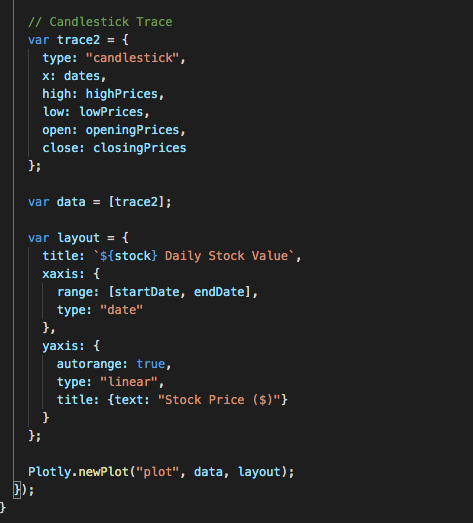 // Candlestick Trace
var trace2 = {
type: "candlestick",
x: dates,
high: highPrices,
low: lowPrices,
open: openingPrices,
close: closingPrices
};
var data = [trace2];
var layout = {
title: `${stock} Daily Stock Value`,
xaxis: {
range: [startDate, endDate],
type: "date"
},
yaxis: {
autorange: true,
type: "linear",
title: {text: "Stock Price ($)"}
}
};
Plotly.newPlot("plot", data, layout);
});
}